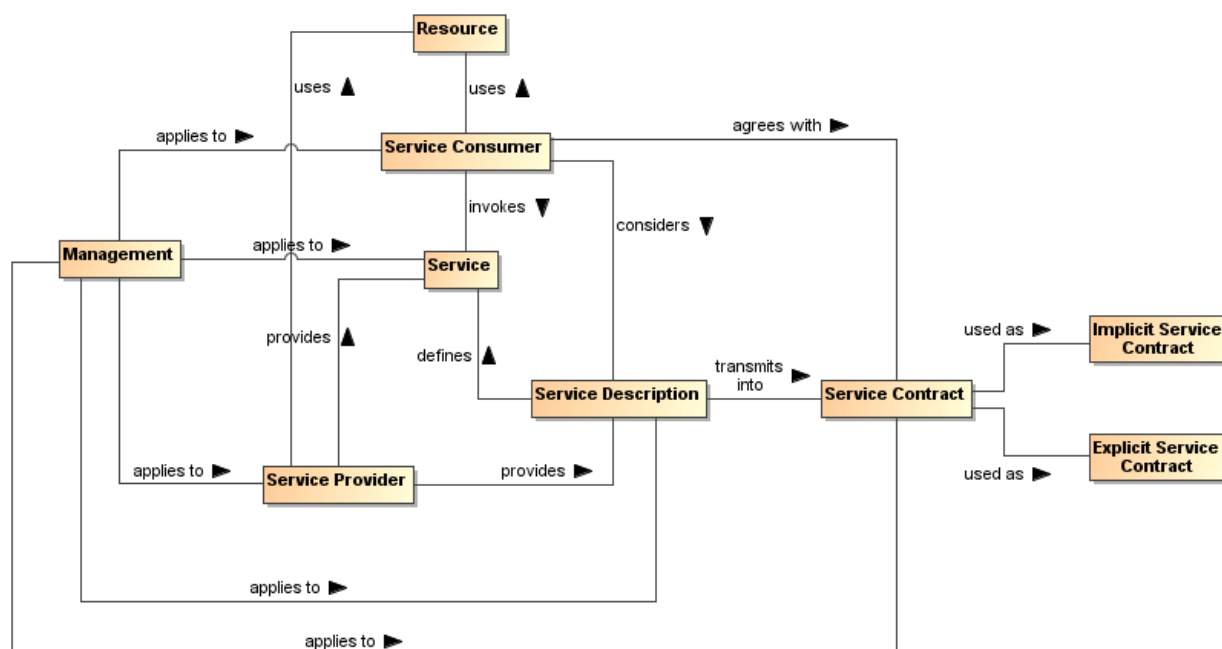 Resource
uses
uses
applies to
agrees with
Service Consumer
invokes
considers
Management
applies to
Service
provides
defines
used as
Implicit Service
Contract
transmits
into
Service Description
Service Contract
Explicit Service
Contract
applies to
Service Provider
provides
used as
applies to
applies to